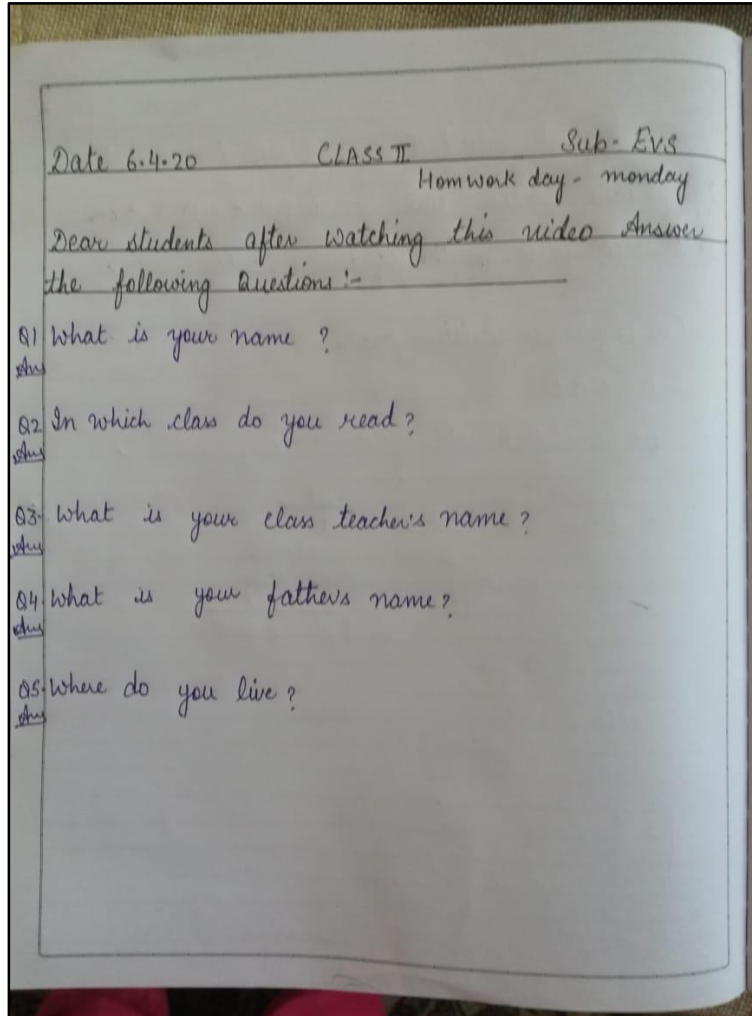 Date 6.4.20 CLASS II Sub- EVS
Homwork day - monday
Dear students after watching this video Answer
the following Questions:-
Q1 What is your name ?
Ans
Q2 In which class do you read?
Ans
Q3. What is your class teacher's name ?
Ans
Q4. What is your father's name?
Ans
Q5. Where do you live?
Ans